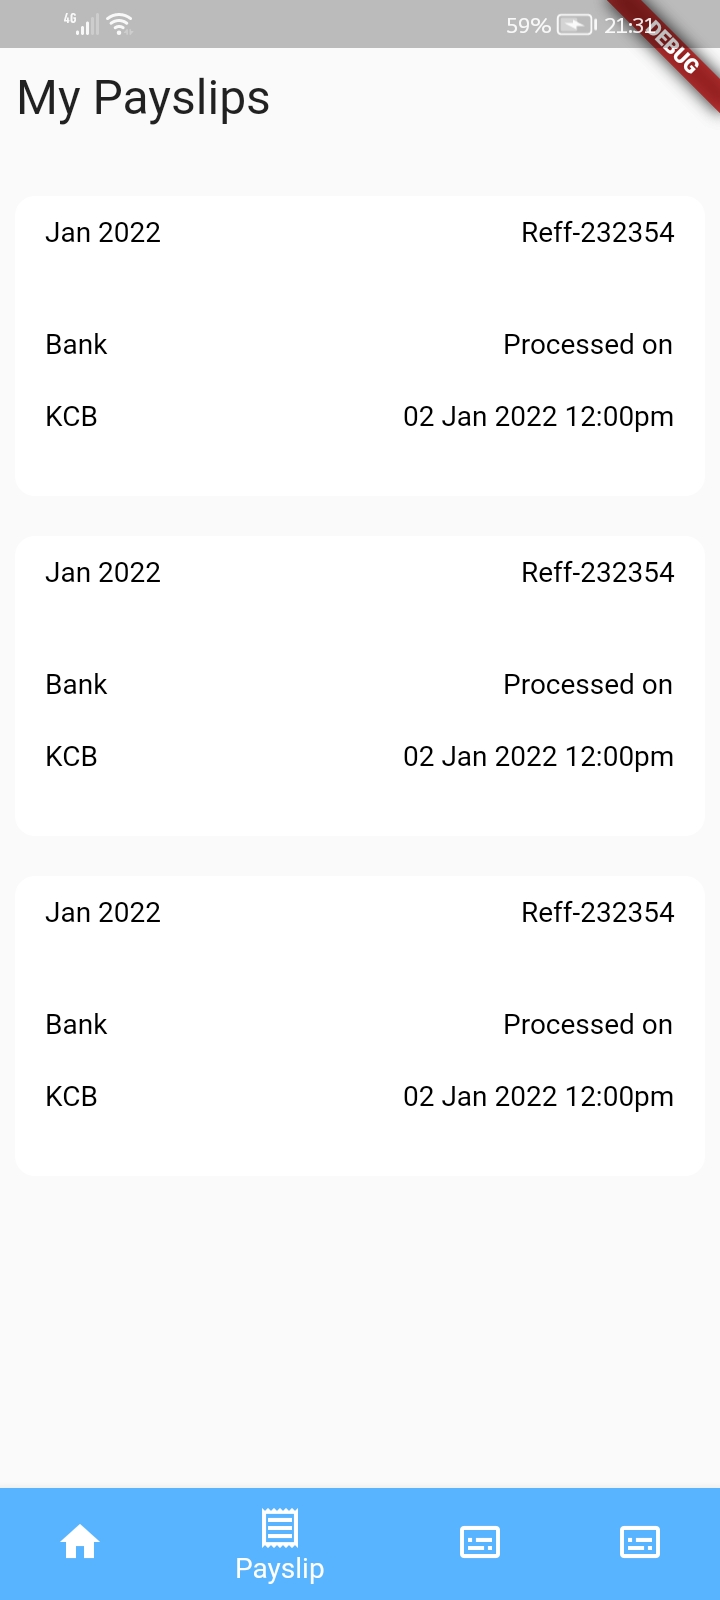 4G 59% 21:31
DEBUG
My Payslips
Jan 2022 Reff-232354
Bank Processed on
KCB 02 Jan 2022 12:00pm
Jan 2022 Reff-232354
Bank Processed on
KCB 02 Jan 2022 12:00pm
Jan 2022 Reff-232354
Bank Processed on
KCB 02 Jan 2022 12:00pm
Payslip